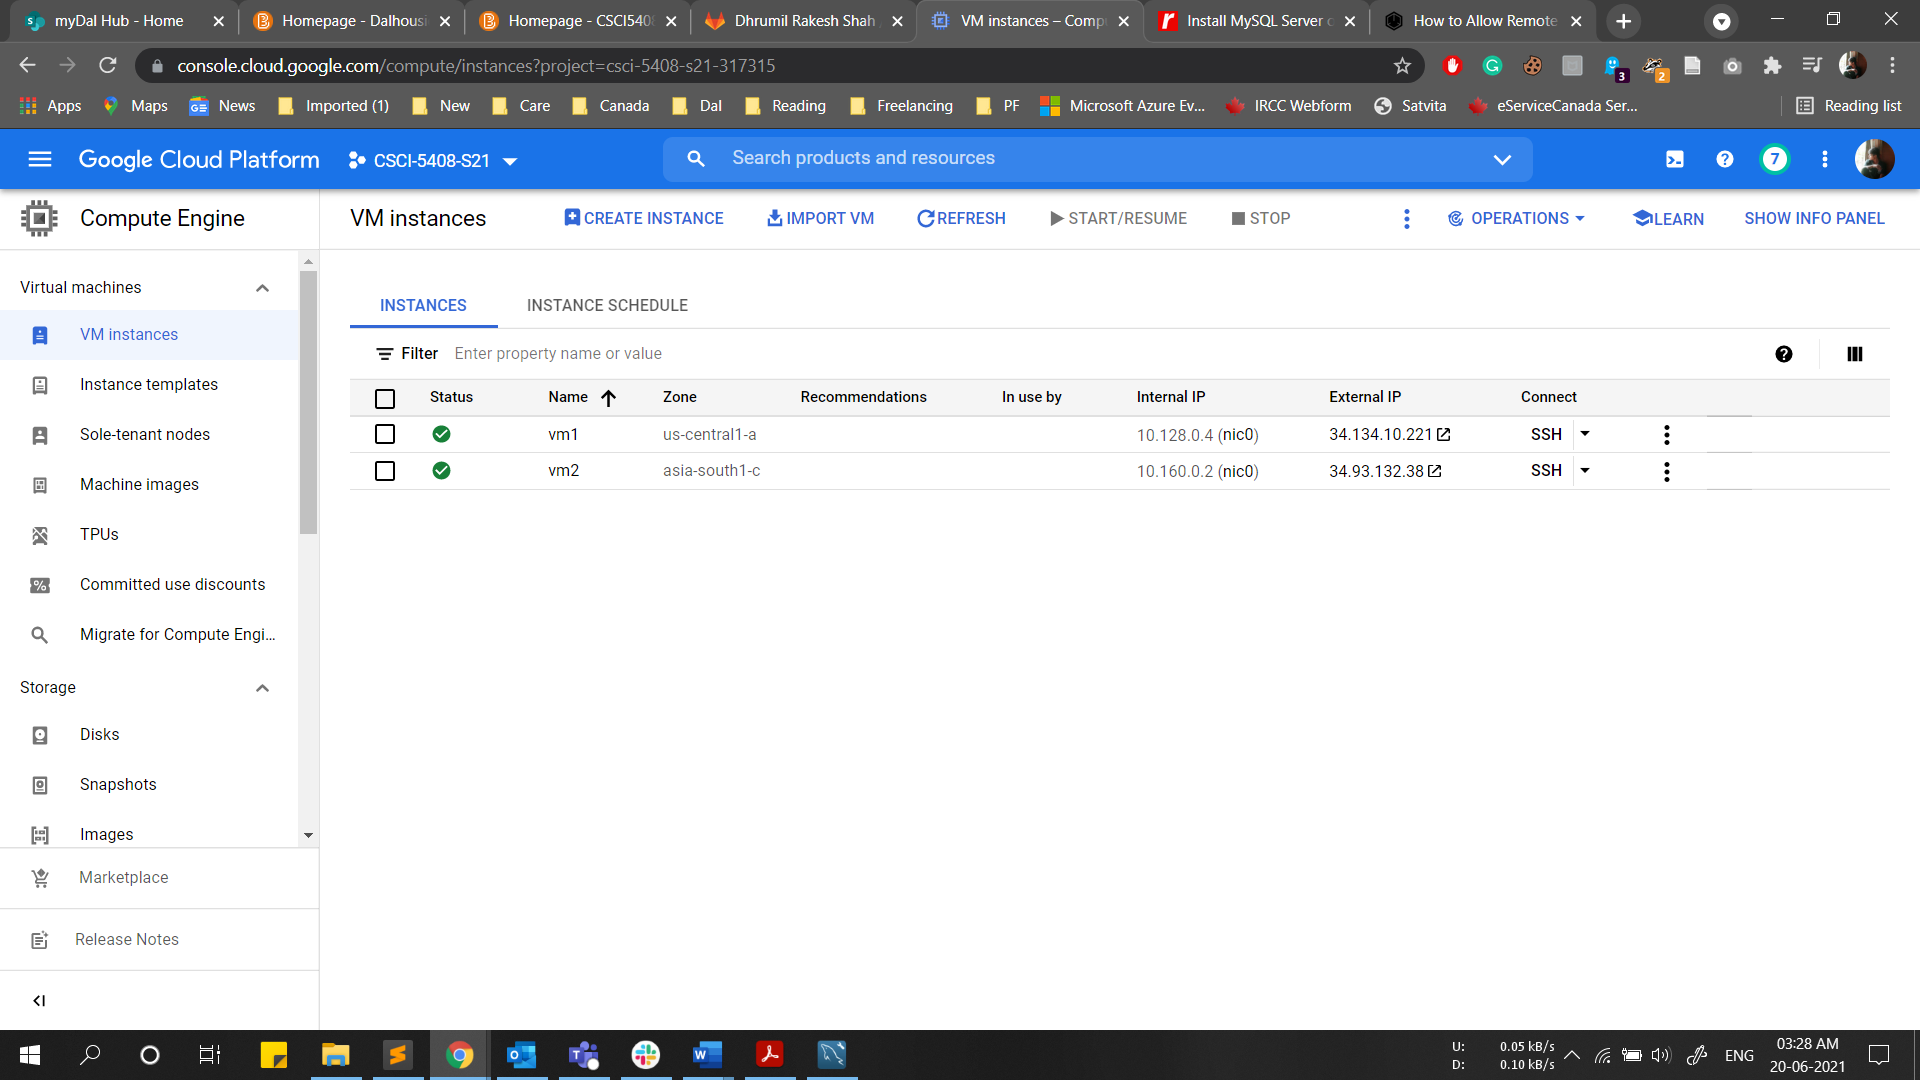 myDal Hub - Home
Homepage - Dalhousi
Homepage - CSCI540
Dhrumil Rakesh Shah
VM instances – Comp
Install MySQL Server o
How to Allow Remote
console.cloud.google.com/compute/instances?project=csci-5408-s21-317315
3
2
Apps
Maps
News
Imported (1)
New
Care
Canada
Dal
Reading
Freelancing
PF
Microsoft Azure Ev...
IRCC Webform
Satvita
eServiceCanada Ser...
Reading list
Google Cloud Platform
CSCI-5408-S21
Search products and resources
7
Compute Engine
VM instances
CREATE INSTANCE
IMPORT VM
REFRESH
START/RESUME
STOP
OPERATIONS
LEARN
SHOW INFO PANEL
Virtual machines
VM instances
Instance templates
Sole-tenant nodes
Machine images
TPUs
Committed use discounts
Migrate for Compute Engi...
Storage
Disks
Snapshots
Images
Marketplace
Release Notes
INSTANCES
INSTANCE SCHEDULE
Filter Enter property name or value
Status Name Zone Recommendations In use by Internal IP External IP Connect
vm1 us-central1-a 10.128.0.4 (nic0) 34.134.10.221 SSH
vm2 asia-south1-c 10.160.0.2 (nic0) 34.93.132.38 SSH
U: 0.05 kB/s
D: 0.10 kB/s
ENG
03:28 AM
20-06-2021